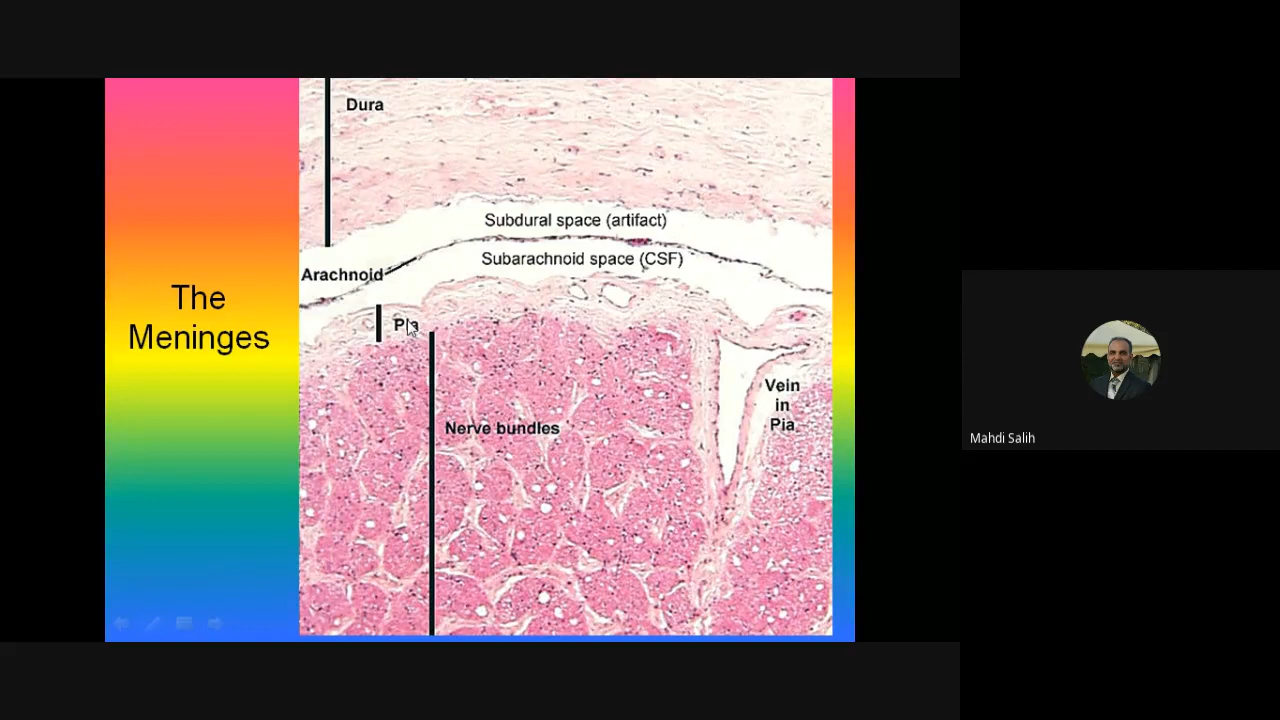 The
Meninges
Dura
Subdural space (artifact)
Subarachnoid space (CSF)
Arachnoid
Pia
Nerve bundles
Vein
in
Pia
Mahdi Salih